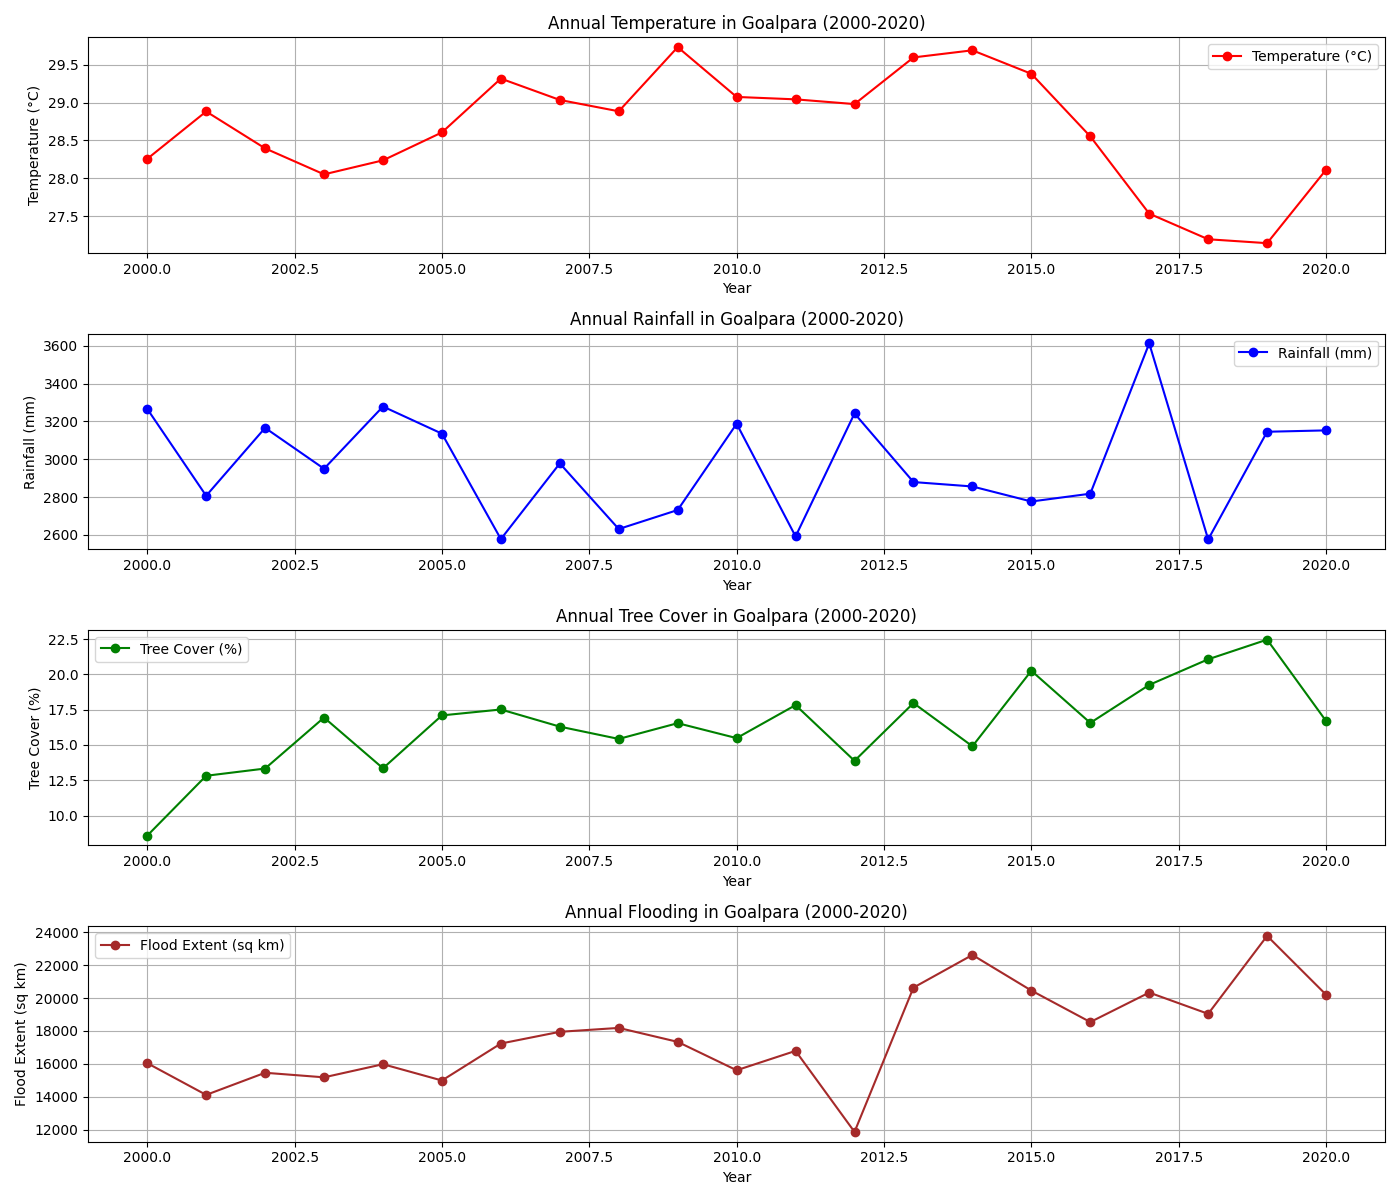 Annual Temperature in Goalpara (2000-2020)
Temperature (°C)
29.5
29.0
28.5
28.0
27.5
Temperature (°C)
2000.0 2002.5 2005.0 2007.5 2010.0 2012.5 2015.0 2017.5 2020.0
Year
Annual Rainfall in Goalpara (2000-2020)
Rainfall (mm)
3600
3400
3200
3000
2800
2600
Rainfall (mm)
2000.0 2002.5 2005.0 2007.5 2010.0 2012.5 2015.0 2017.5 2020.0
Year
Annual Tree Cover in Goalpara (2000-2020)
Tree Cover (%)
22.5
20.0
17.5
15.0
12.5
10.0
Tree Cover (%)
2000.0 2002.5 2005.0 2007.5 2010.0 2012.5 2015.0 2017.5 2020.0
Year
Annual Flooding in Goalpara (2000-2020)
Flood Extent (sq km)
24000
22000
20000
18000
16000
14000
12000
Flood Extent (sq km)
2000.0 2002.5 2005.0 2007.5 2010.0 2012.5 2015.0 2017.5 2020.0
Year